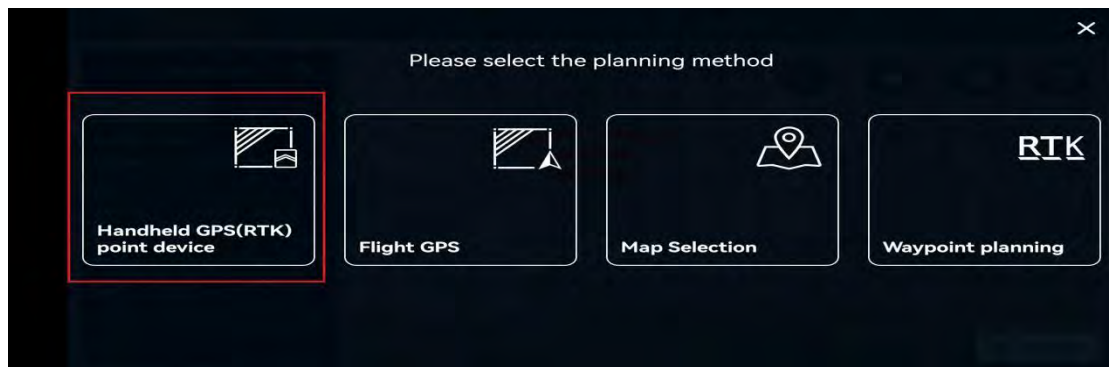 Please select the planning method
RTK
Handheld GPS(RTK)
point device
Flight GPS
Map Selection
Waypoint planning